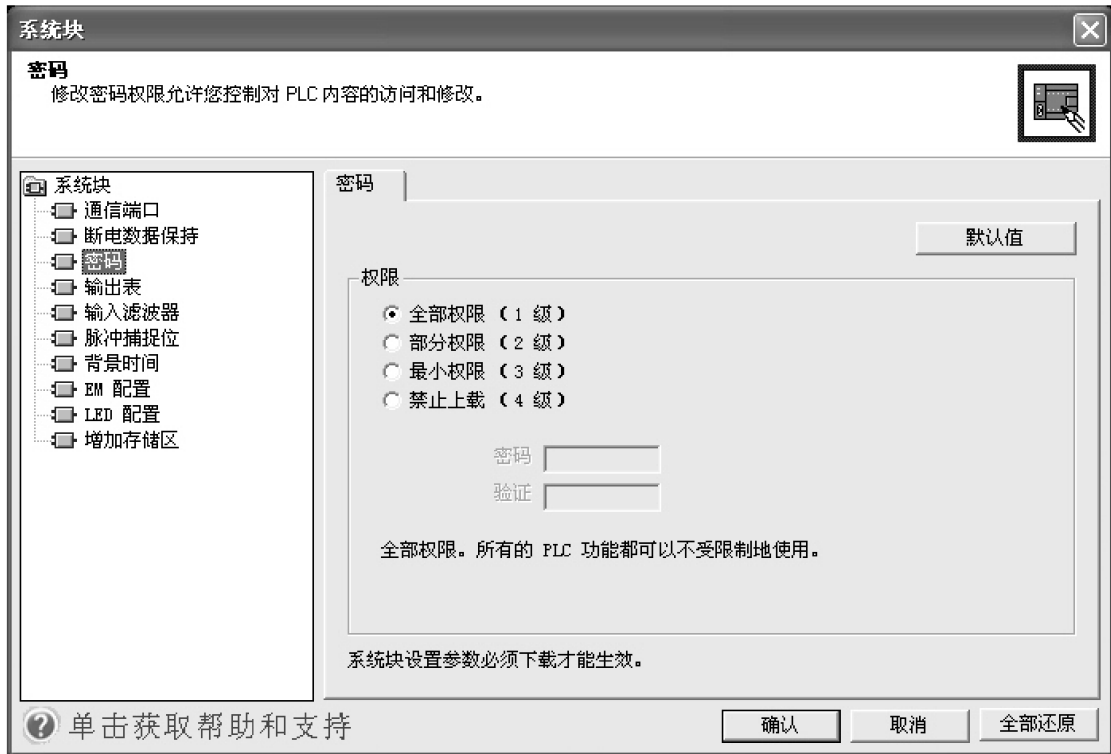 系统块
密码
修改密码权限允许您控制对 PLC 内容的访问和修改。
系统块
通信端口
断电数据保持
密码
输出表
输入滤波器
脉冲捕捉位
背景时间
EM 配置
LED 配置
增加存储区
密码
默认值
权限
全部权限 (1 级)
部分权限 (2 级)
最小权限 (3 级)
禁止上载 (4 级)
密码
验证
全部权限。所有的 PLC 功能都可以不受限制地使用。
系统块设置参数必须下载才能生效。
单击获取帮助和支持
确认
取消
全部还原